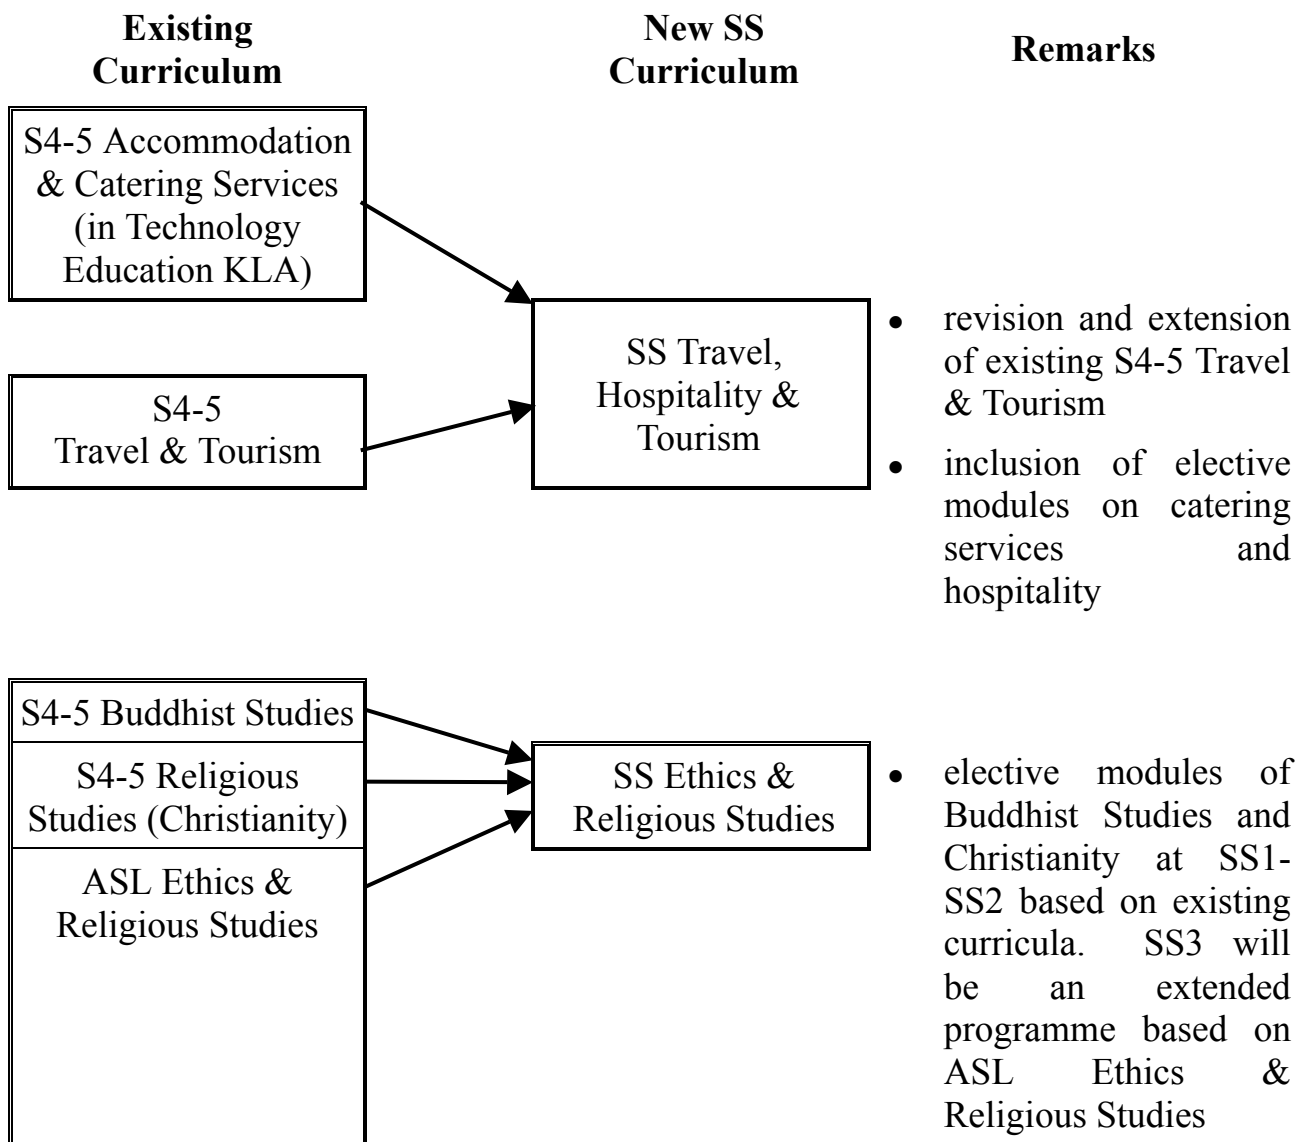 Existing
Curriculum
New SS
Curriculum
Remarks
S4-5 Accommodation
& Catering Services
(in Technology
Education KLA)
S4-5
Travel & Tourism
SS Travel,
Hospitality &
Tourism
● revision and extension
of existing S4-5 Travel
& Tourism
● inclusion of elective
modules on catering
services and
hospitality
S4-5 Buddhist Studies
S4-5 Religious
Studies (Christianity)
ASL Ethics &
Religious Studies
SS Ethics &
Religious Studies
● elective modules of
Buddhist Studies and
Christianity at SS1-
SS2 based on existing
curricula. SS3 will
be an extended
programme based on
ASL Ethics &
Religious Studies